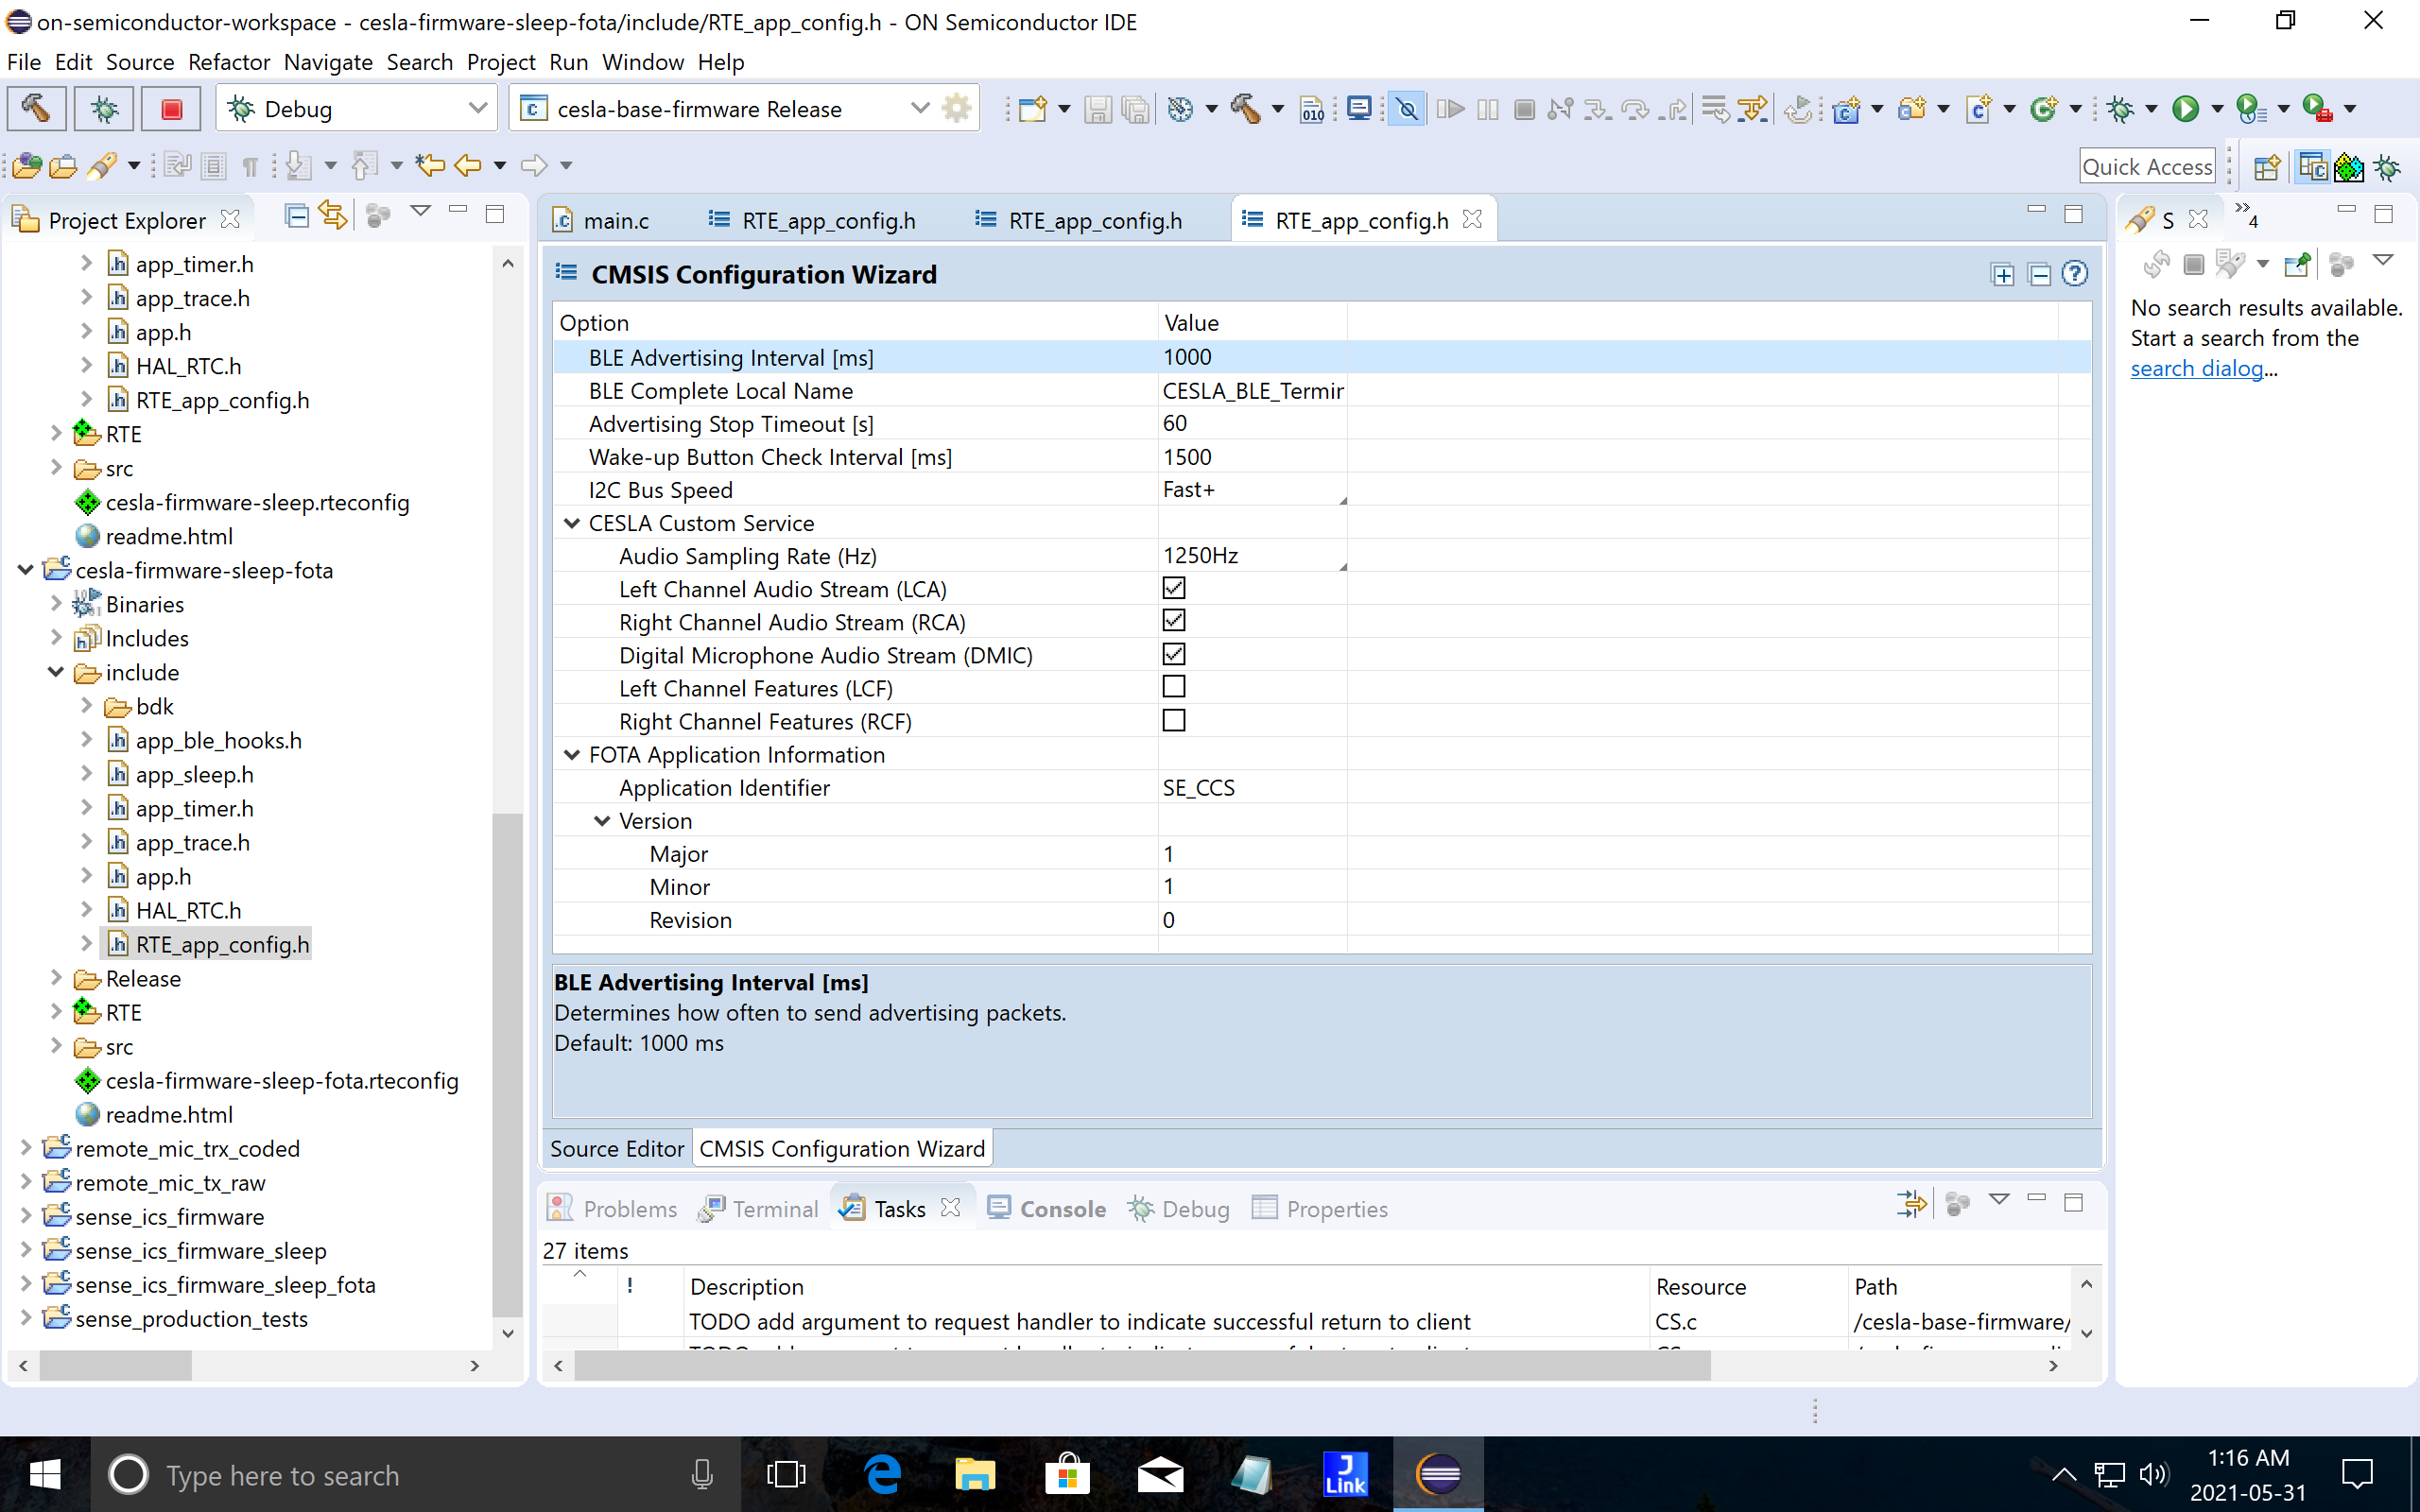 on-semiconductor-workspace - cesla-firmware-sleep-fota/include/RTE_app_config.h - ON Semiconductor IDE
File Edit Source Refactor Navigate Search Project Run Window Help
Debug
cesla-base-firmware Release
Quick Access
Project Explorer
app_timer.h
app_trace.h
app.h
HAL_RTC.h
RTE_app_config.h
RTE
src
cesla-firmware-sleep.rteconfig
readme.html
cesla-firmware-sleep-fota
Binaries
Includes
include
bdk
app_ble_hooks.h
app_sleep.h
app_timer.h
app_trace.h
app.h
HAL_RTC.h
RTE_app_config.h
Release
RTE
src
cesla-firmware-sleep-fota.rteconfig
readme.html
remote_mic_trx_coded
remote_mic_tx_raw
sense_ics_firmware
sense_ics_firmware_sleep
sense_ics_firmware_sleep_fota
sense_production_tests
main.c
RTE_app_config.h
RTE_app_config.h
RTE_app_config.h
CMSIS Configuration Wizard
Option Value
BLE Advertising Interval [ms] 1000
BLE Complete Local Name CESLA_BLE_Termir
Advertising Stop Timeout [s] 60
Wake-up Button Check Interval [ms] 1500
I2C Bus Speed Fast+
CESLA Custom Service
Audio Sampling Rate (Hz) 1250Hz
Left Channel Audio Stream (LCA)
Right Channel Audio Stream (RCA)
Digital Microphone Audio Stream (DMIC)
Left Channel Features (LCF)
Right Channel Features (RCF)
FOTA Application Information
Application Identifier SE_CCS
Version
Major 1
Minor 1
Revision 0
BLE Advertising Interval [ms]
Determines how often to send advertising packets.
Default: 1000 ms
Source Editor CMSIS Configuration Wizard
Problems Terminal Tasks Console Debug Properties
27 items
! Description Resource Path
TODO add argument to request handler to indicate successful return to client CS.c /cesla-base-firmware/
S
4
No search results available.
Start a search from the
search dialog...
Type here to search
J
Link
1:16 AM
2021-05-31